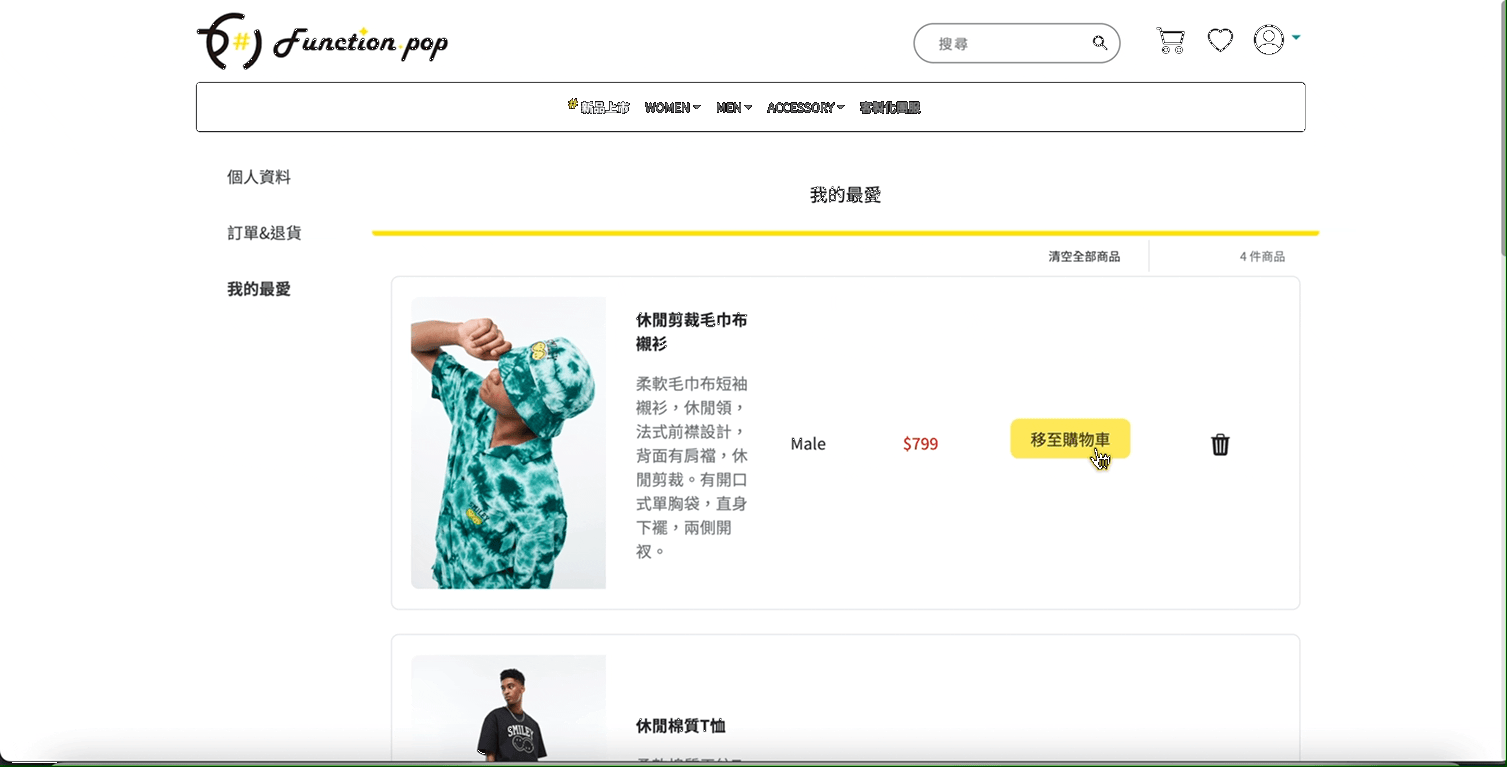 #) Function.pop
搜尋
#新品上市 WOMEN MEN ACCESSORY 客製化團服
個人資料
訂單&退貨
我的最愛
我的最愛
清空全部商品
4 件商品
休閒剪裁毛巾布
襯衫
柔軟毛巾布短袖
襯衫，休閒領，
法式前襟設計，
背面有肩襠，休
閒剪裁。有開口
式單胸袋，直身
下襬，兩側開
衩。
Male
$799
移至購物車
SMILEY
休閒棉質T恤